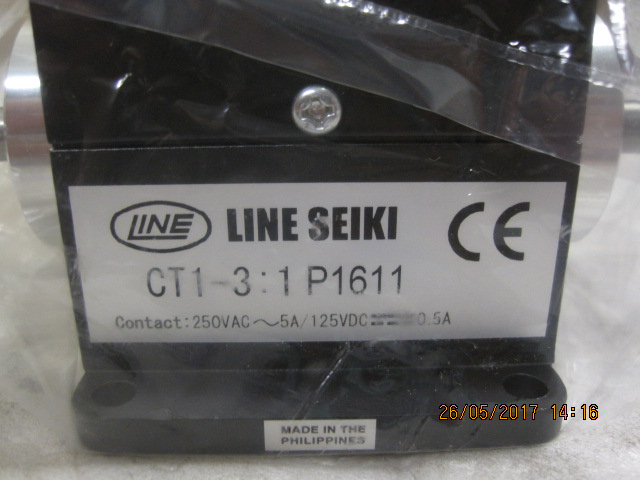 LINE LINE SEIKI CE
CT1-3:1 P1611
Contact:250VAC～5A/125VDC⎓0.5A
MADE IN THE
PHILIPPINES
26/05/2017 14:16